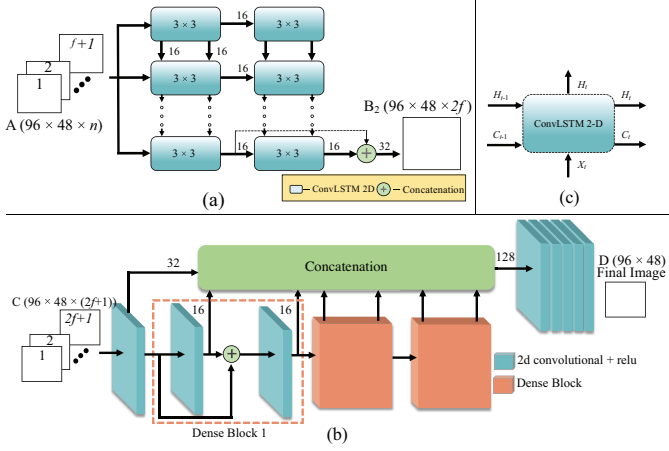 f+1
2
1
A (96 × 48 × n)
3 × 3
16
3 × 3
16
16
16
16
3 × 3
16
3 × 3
B2 (96 × 48 × 2f)
3 × 3
16
3 × 3
16
32
(a)
ConvLSTM 2D
+
Concatenation
Ht
Ht-1
Ht
ConvLSTM 2-D
Ct-1
Ct
Xt
(c)
C (96 × 48 × (2f+1))
2f+1
2
1
32
Concatenation
128
D (96 × 48)
Final Image
16
16
+
2d convolutional + relu
Dense Block
Dense Block 1
(b)